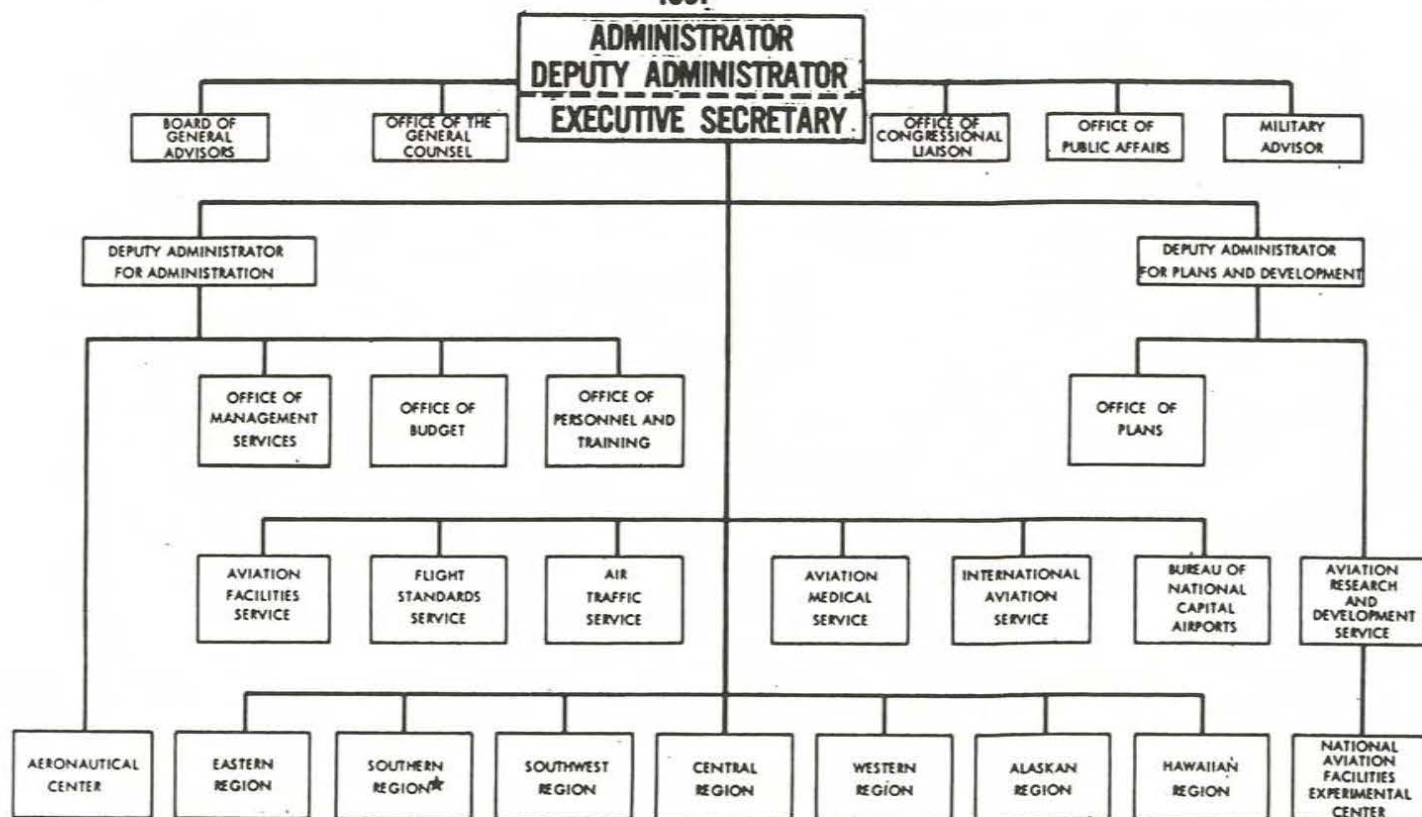 ADMINISTRATOR
DEPUTY ADMINISTRATOR
EXECUTIVE SECRETARY
BOARD OF
GENERAL
ADVISORS
OFFICE OF THE
GENERAL
COUNSEL
OFFICE OF
CONGRESSIONAL
LIAISON
OFFICE OF
PUBLIC AFFAIRS
MILITARY
ADVISOR
DEPUTY ADMINISTRATOR
FOR ADMINISTRATION
DEPUTY ADMINISTRATOR
FOR PLANS AND DEVELOPMENT
OFFICE OF
MANAGEMENT
SERVICES
OFFICE OF
BUDGET
OFFICE OF
PERSONNEL AND
TRAINING
OFFICE OF
PLANS
AVIATION
FACILITIES
SERVICE
FLIGHT
STANDARDS
SERVICE
AIR
TRAFFIC
SERVICE
AVIATION
MEDICAL
SERVICE
INTERNATIONAL
AVIATION
SERVICE
BUREAU OF
NATIONAL
CAPITAL
AIRPORTS
AVIATION
RESEARCH
AND
DEVELOPMENT
SERVICE
AERONAUTICAL
CENTER
EASTERN
REGION
SOUTHERN
REGION★
SOUTHWEST
REGION
CENTRAL
REGION
WESTERN
REGION
ALASKAN
REGION
HAWAIIAN
REGION
NATIONAL
AVIATION
FACILITIES
EXPERIMENTAL
CENTER